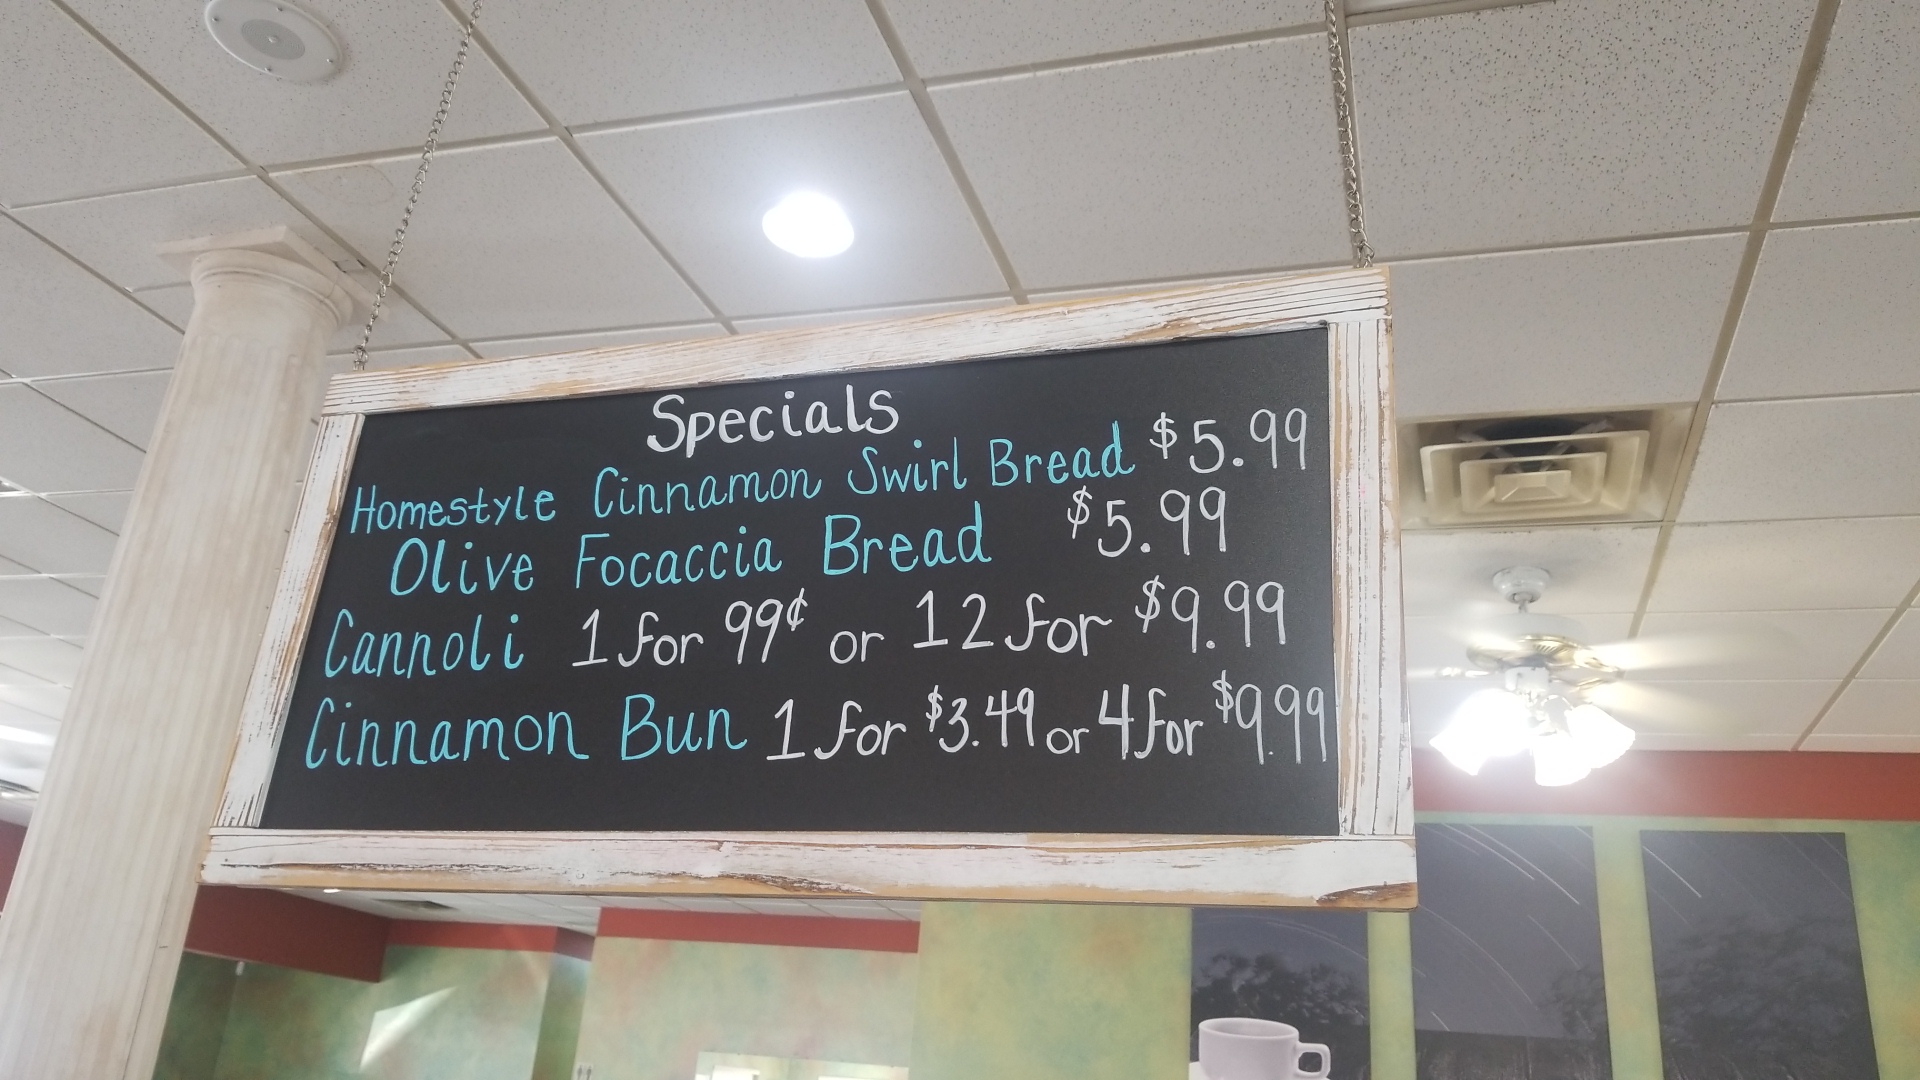 Specials
Homestyle Cinnamon Swirl Bread $5.99
Olive Focaccia Bread $5.99
Cannoli 1 for 99¢ or 12 for $9.99
Cinnamon Bun 1 for $3.49 or 4 for $9.99